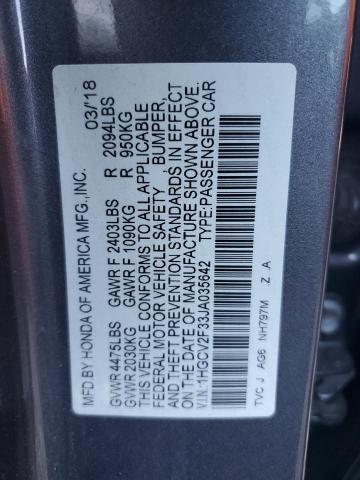 MFD BY HONDA OF AMERICA MFG.,INC. 03/'18
GVWR 4475LBS GAWR F 2403LBS R 2094LBS
GVWR 2030KG GAWR F 1090KG R 950KG
THIS VEHICLE CONFORMS TO ALL APPLICABLE
FEDERAL MOTOR VEHICLE SAFETY , BUMPER,
AND THEFT PREVENTION STANDARDS IN EFFECT
ON THE DATE OF MANUFACTURE SHOWN ABOVE.
V.I.N.:1HGCV2F33JA035642 TYPE:PASSENGER CAR
TVC J AG6 NH797M .Z .A